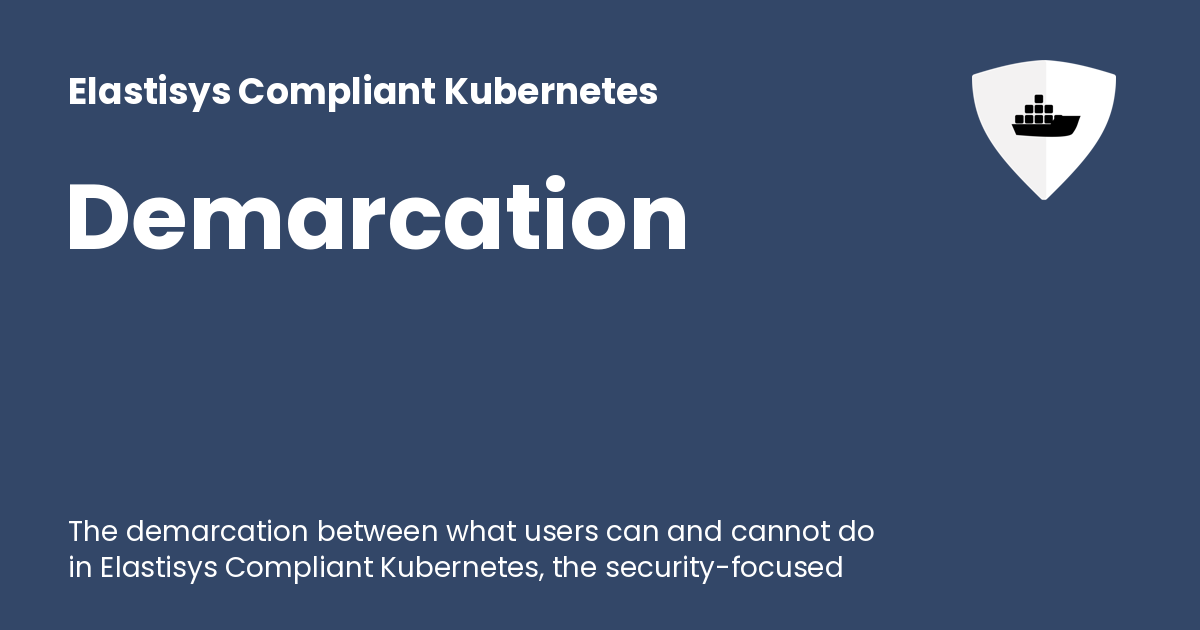 Elastisys Compliant Kubernetes
Demarcation
The demarcation between what users can and cannot do
in Elastisys Compliant Kubernetes, the security-focused